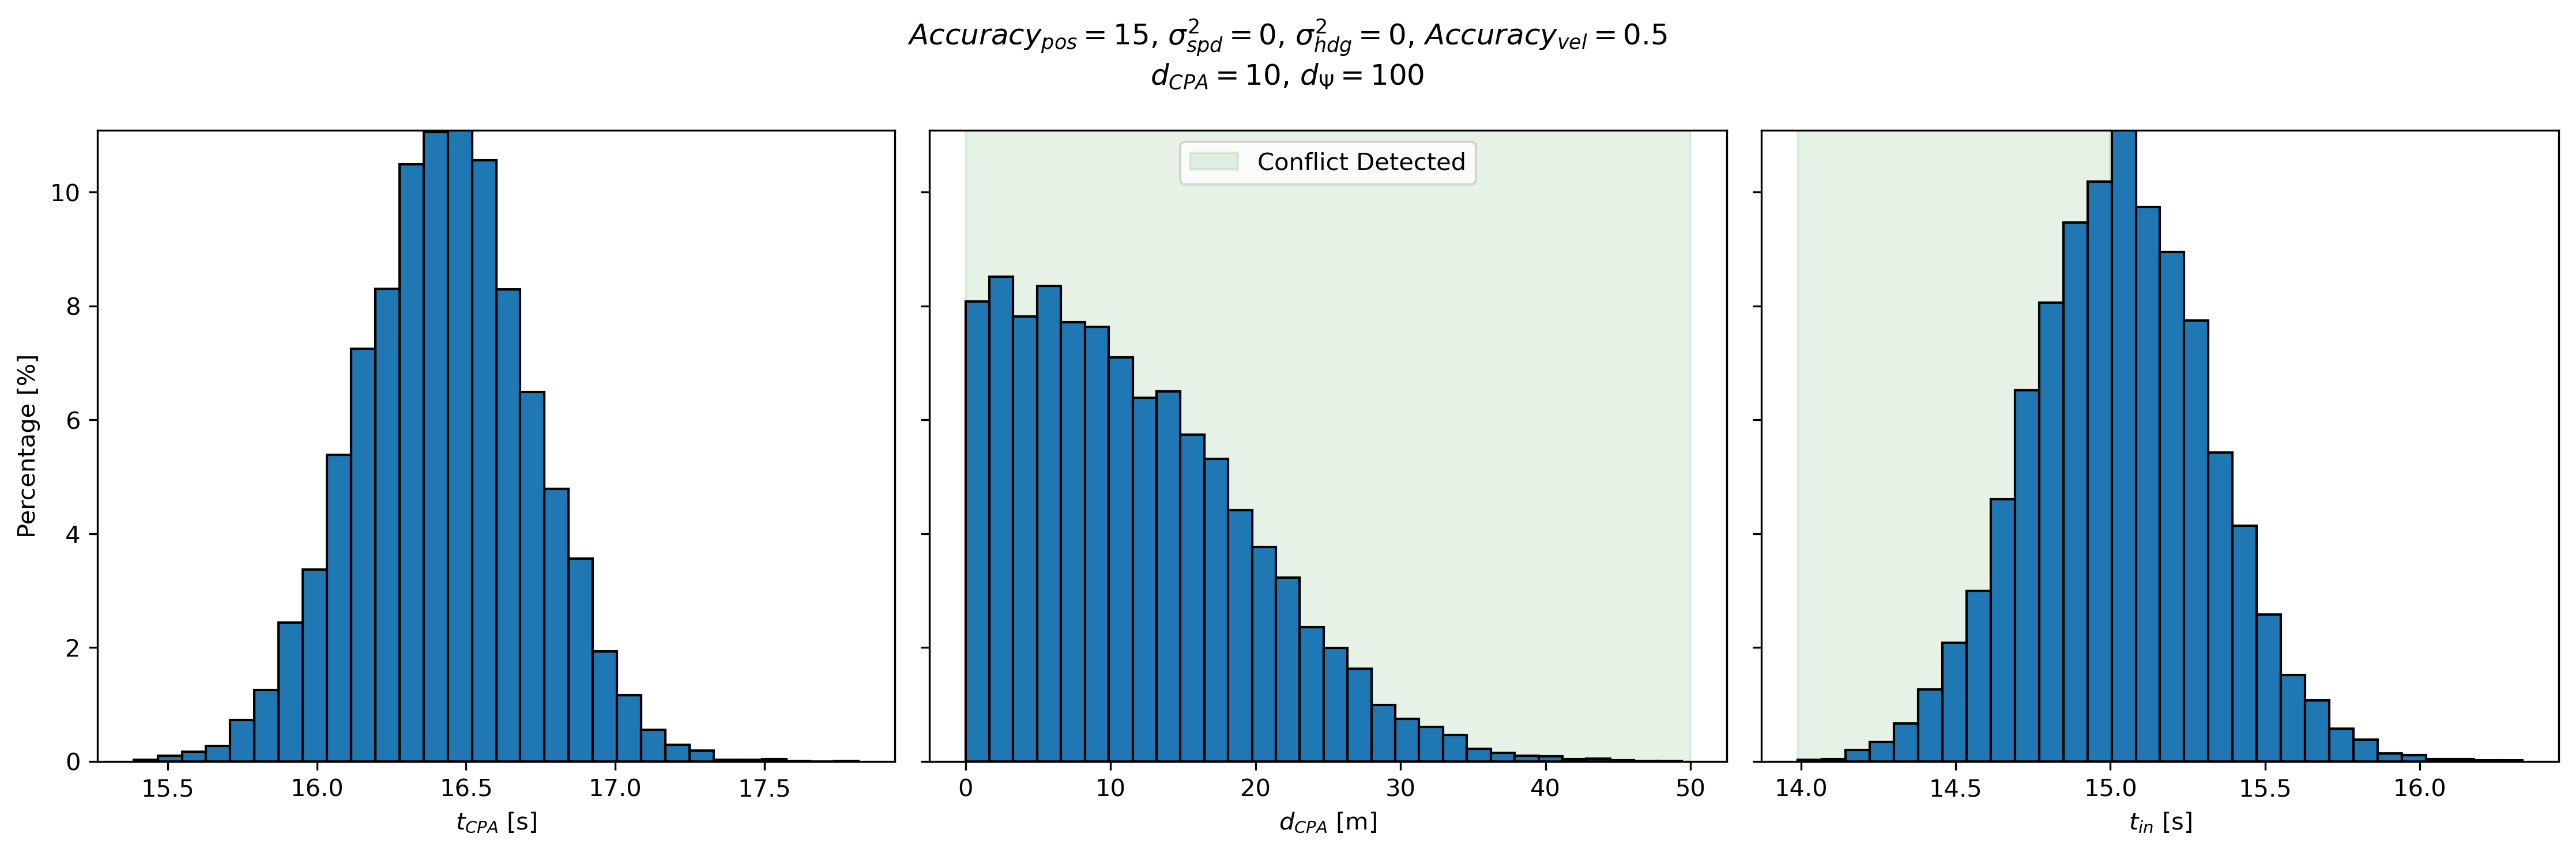 Accuracy_pos = 15, σ²_spd = 0, σ²_hdg = 0, Accuracy_vel = 0.5
d_CPA = 10, d_Ψ = 100
Percentage [%]
10
8
6
4
2
0
15.5 16.0 16.5 17.0 17.5
t_CPA [s]
Conflict Detected
0 10 20 30 40 50
d_CPA [m]
14.0 14.5 15.0 15.5 16.0
t_in [s]